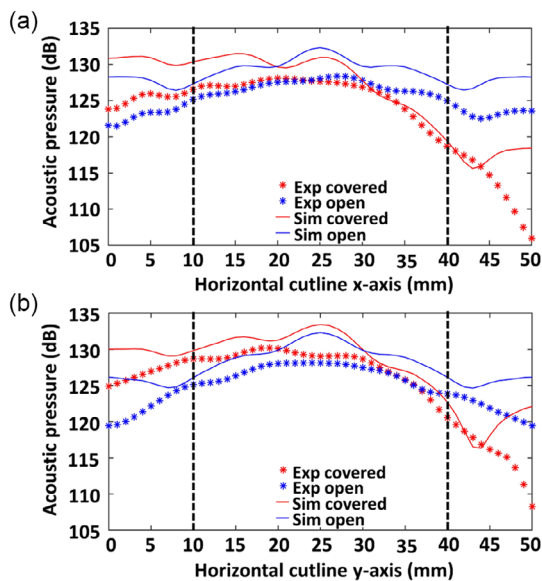 (a)
Acoustic pressure (dB)
135
130
125
120
115
110
105
Exp covered
Exp open
Sim covered
Sim open
0 5 10 15 20 25 30 35 40 45 50
Horizontal cutline x-axis (mm)
(b)
Acoustic pressure (dB)
135
130
125
120
115
110
105
Exp covered
Exp open
Sim covered
Sim open
0 5 10 15 20 25 30 35 40 45 50
Horizontal cutline y-axis (mm)